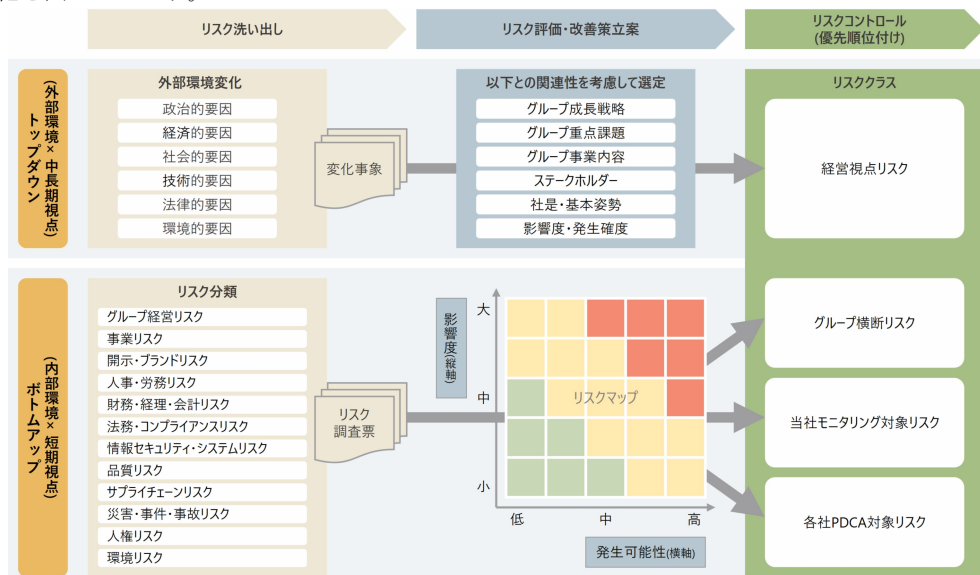 リスク洗い出し
リスク評価・改善策立案
リスクコントロール
(優先順位付け)
トップダウン
(外部環境×中長期視点)
外部環境変化
政治的要因
経済的要因
社会的要因
技術的要因
法律的要因
環境的要因
変化事象
以下との関連性を考慮して選定
グループ成長戦略
グループ重点課題
グループ事業内容
ステークホルダー
社是・基本姿勢
影響度・発生確度
リスククラス
経営視点リスク
ボトムアップ
(内部環境×短期視点)
リスク分類
グループ経営リスク
事業リスク
開示・ブランドリスク
人事・労務リスク
財務・経理・会計リスク
法務・コンプライアンスリスク
情報セキュリティ・システムリスク
品質リスク
サプライチェーンリスク
災害・事件・事故リスク
人権リスク
環境リスク
リスク
調査票
影響度(縦軸)
大
中
小
リスクマップ
低
中
高
発生可能性(横軸)
グループ横断リスク
当社モニタリング対象リスク
各社PDCA対象リスク